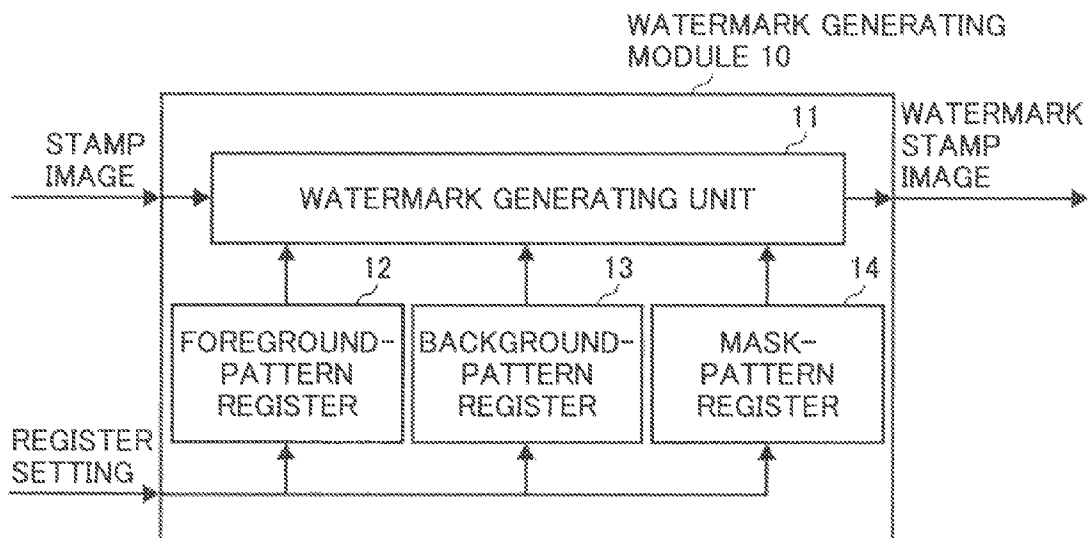 WATERMARK GENERATING
MODULE 10
STAMP
IMAGE
11
WATERMARK
STAMP
IMAGE
WATERMARK GENERATING UNIT
12
13
14
FOREGROUND-
PATTERN
REGISTER
BACKGROUND-
PATTERN
REGISTER
MASK-
PATTERN
REGISTER
REGISTER
SETTING